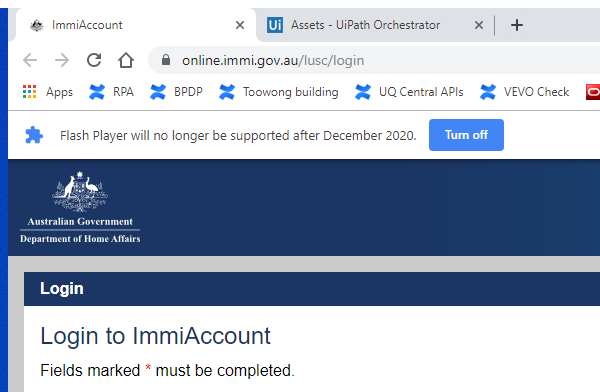 ImmiAccount
Ui Assets - UiPath Orchestrator
online.immi.gov.au/lusc/login
Apps RPA BPDP Toowong building UQ Central APIs VEVO Check
Flash Player will no longer be supported after December 2020. Turn off
Australian Government
Department of Home Affairs
Login
Login to ImmiAccount
Fields marked * must be completed.